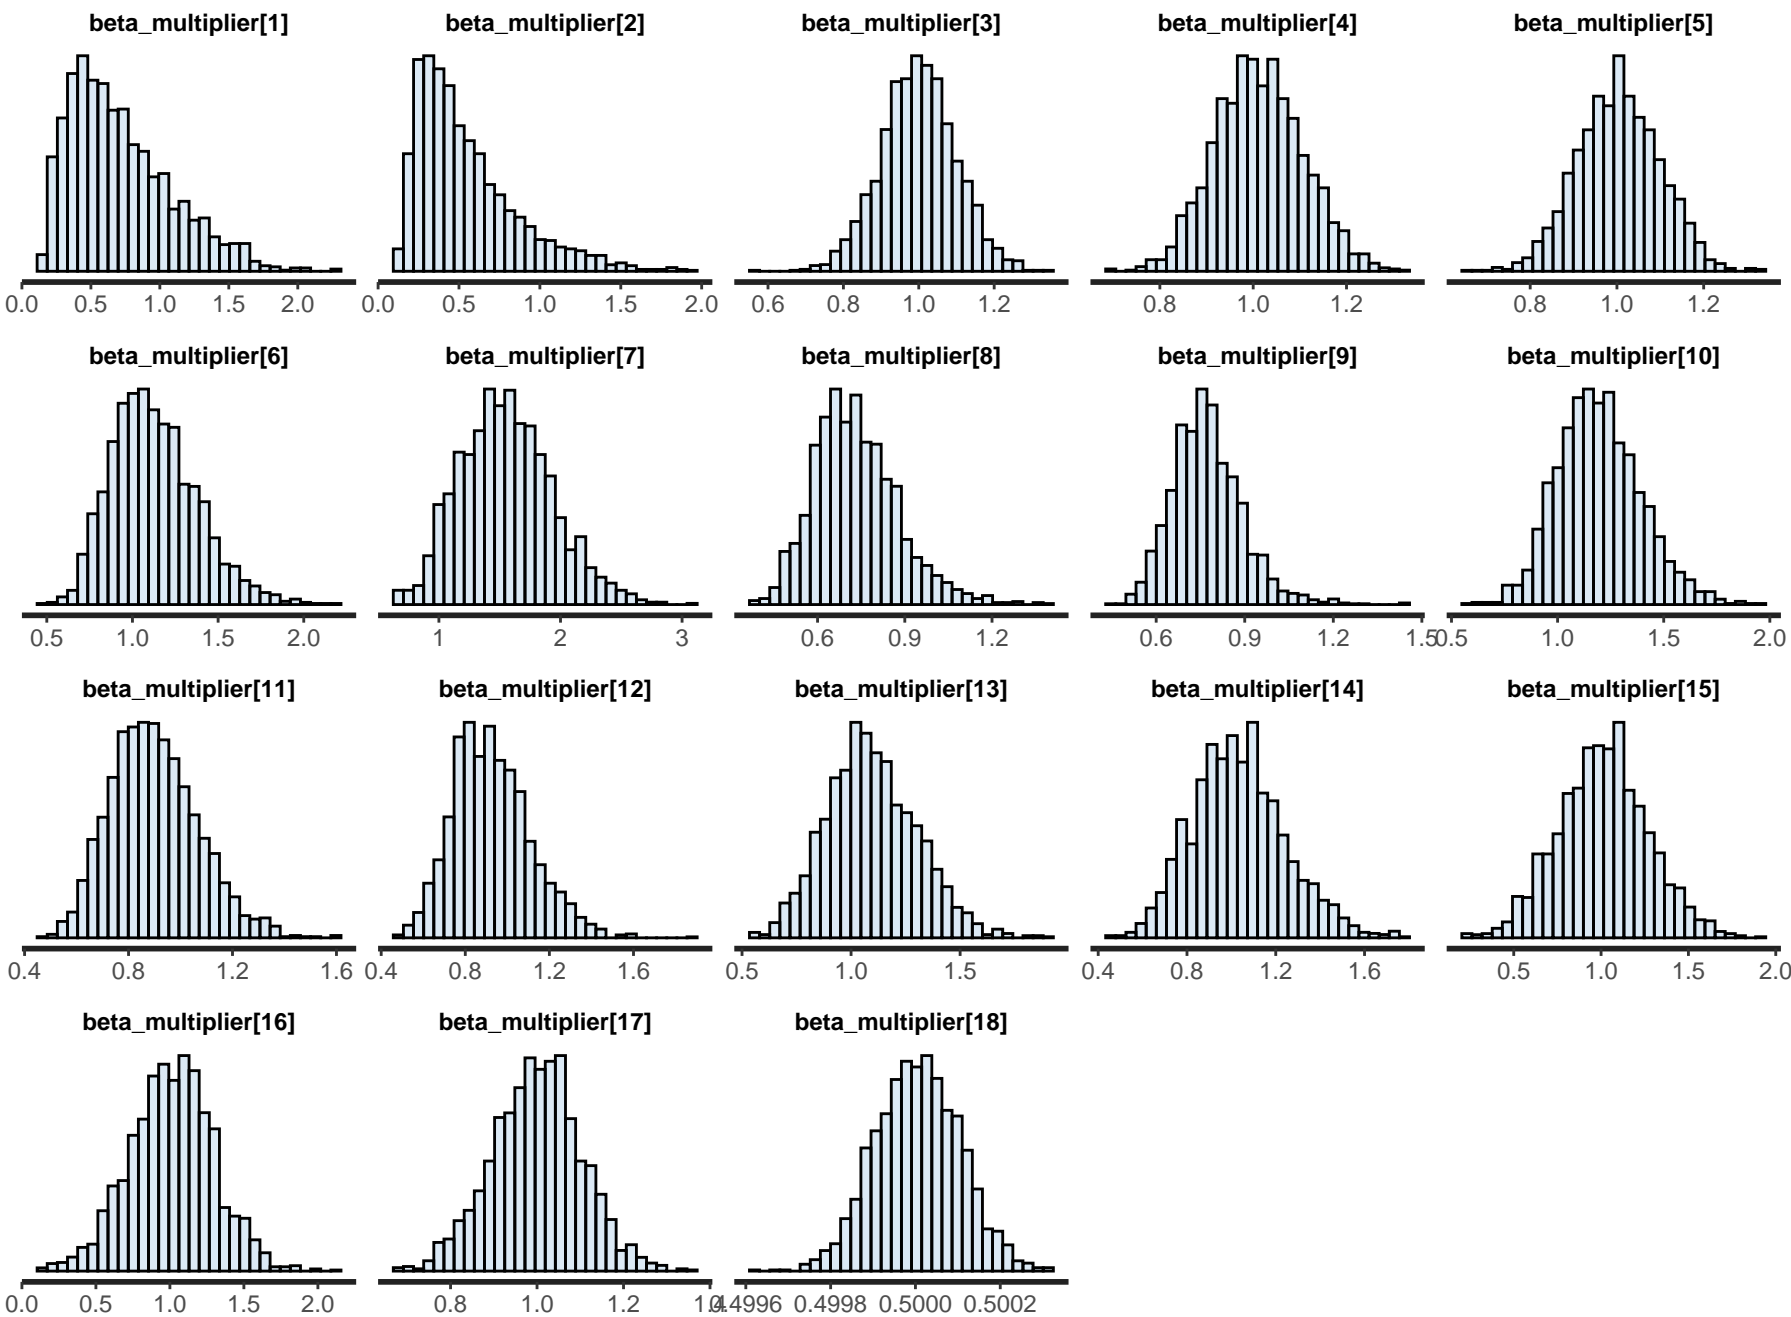 beta_multiplier[1] beta_multiplier[2] beta_multiplier[3] beta_multiplier[4] beta_multiplier[5]
0.0 0.5 1.0 1.5 2.0 0.0 0.5 1.0 1.5 2.0 0.6 0.8 1.0 1.2 0.8 1.0 1.2 0.8 1.0 1.2
beta_multiplier[6] beta_multiplier[7] beta_multiplier[8] beta_multiplier[9] beta_multiplier[10]
0.5 1.0 1.5 2.0 1 2 3 0.6 0.9 1.2 0.6 0.9 1.2 1.5 0.5 1.0 1.5 2.0
beta_multiplier[11] beta_multiplier[12] beta_multiplier[13] beta_multiplier[14] beta_multiplier[15]
0.4 0.8 1.2 1.6 0.4 0.8 1.2 1.6 0.5 1.0 1.5 0.4 0.8 1.2 1.6 0.5 1.0 1.5 2.0
beta_multiplier[16] beta_multiplier[17] beta_multiplier[18]
0.0 0.5 1.0 1.5 2.0 0.8 1.0 1.2 1.4 0.4996 0.4998 0.5000 0.5002